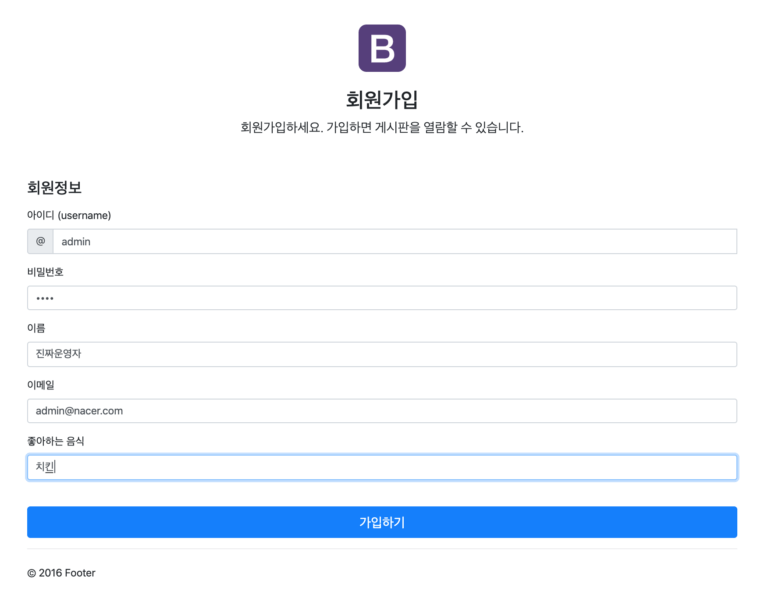 B
회원가입
회원가입하세요. 가입하면 게시판을 열람할 수 있습니다.
회원정보
아이디 (username)
@ admin
비밀번호
••••
이름
진짜운영자
이메일
admin@nacer.com
좋아하는 음식
치킨
가입하기
© 2016 Footer